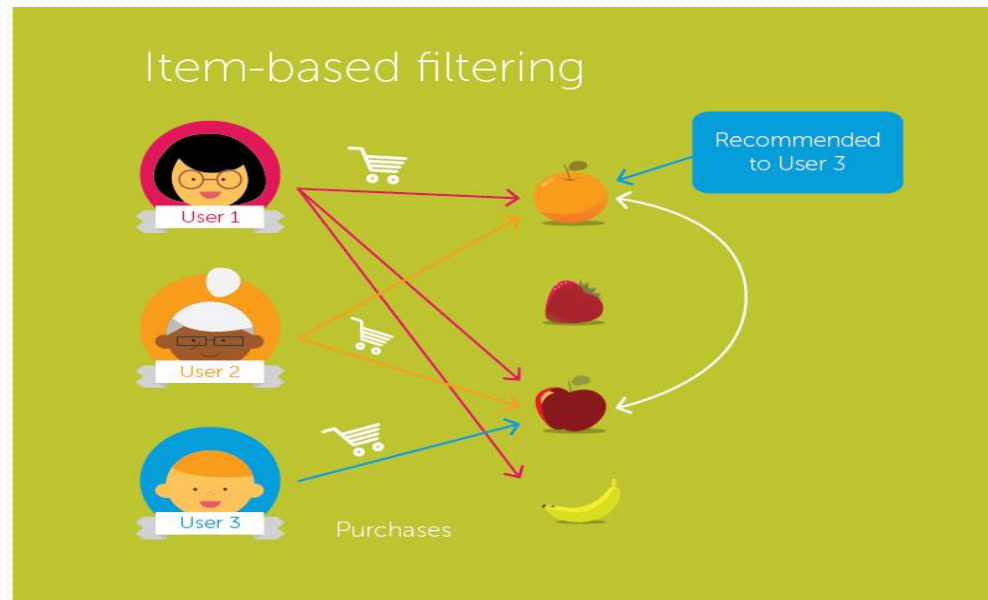 Item-based filtering
Recommended
to User 3
User 1
User 2
User 3
Purchases